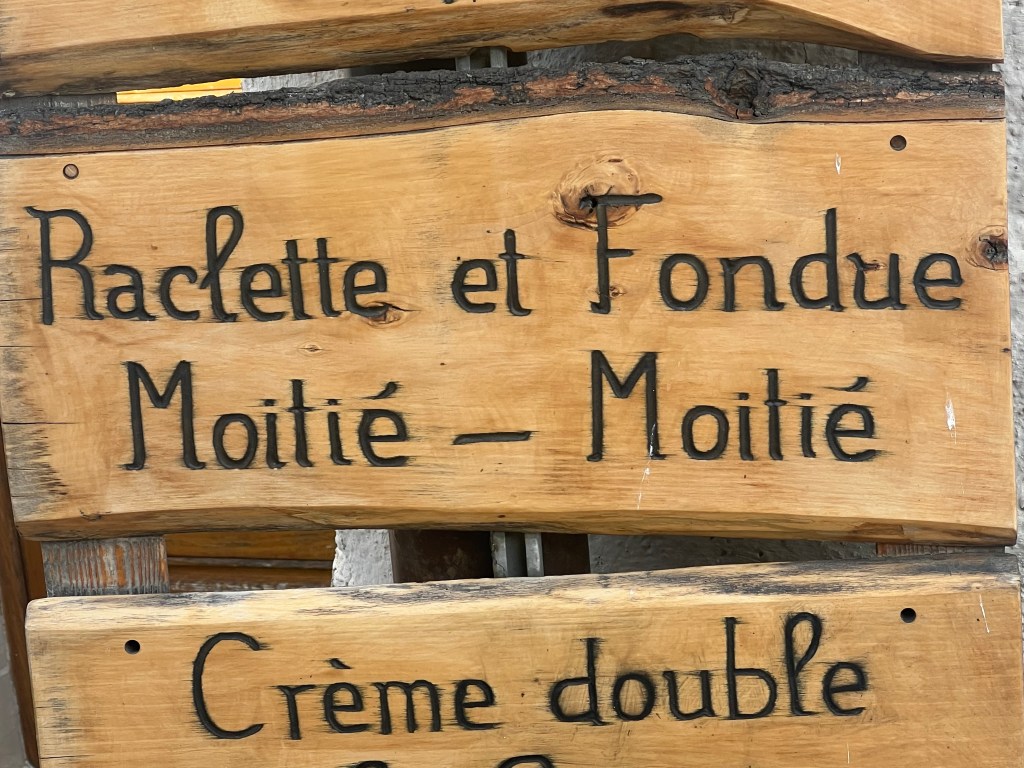 Raclette et Fondue
Moitié - Moitié
Crème double